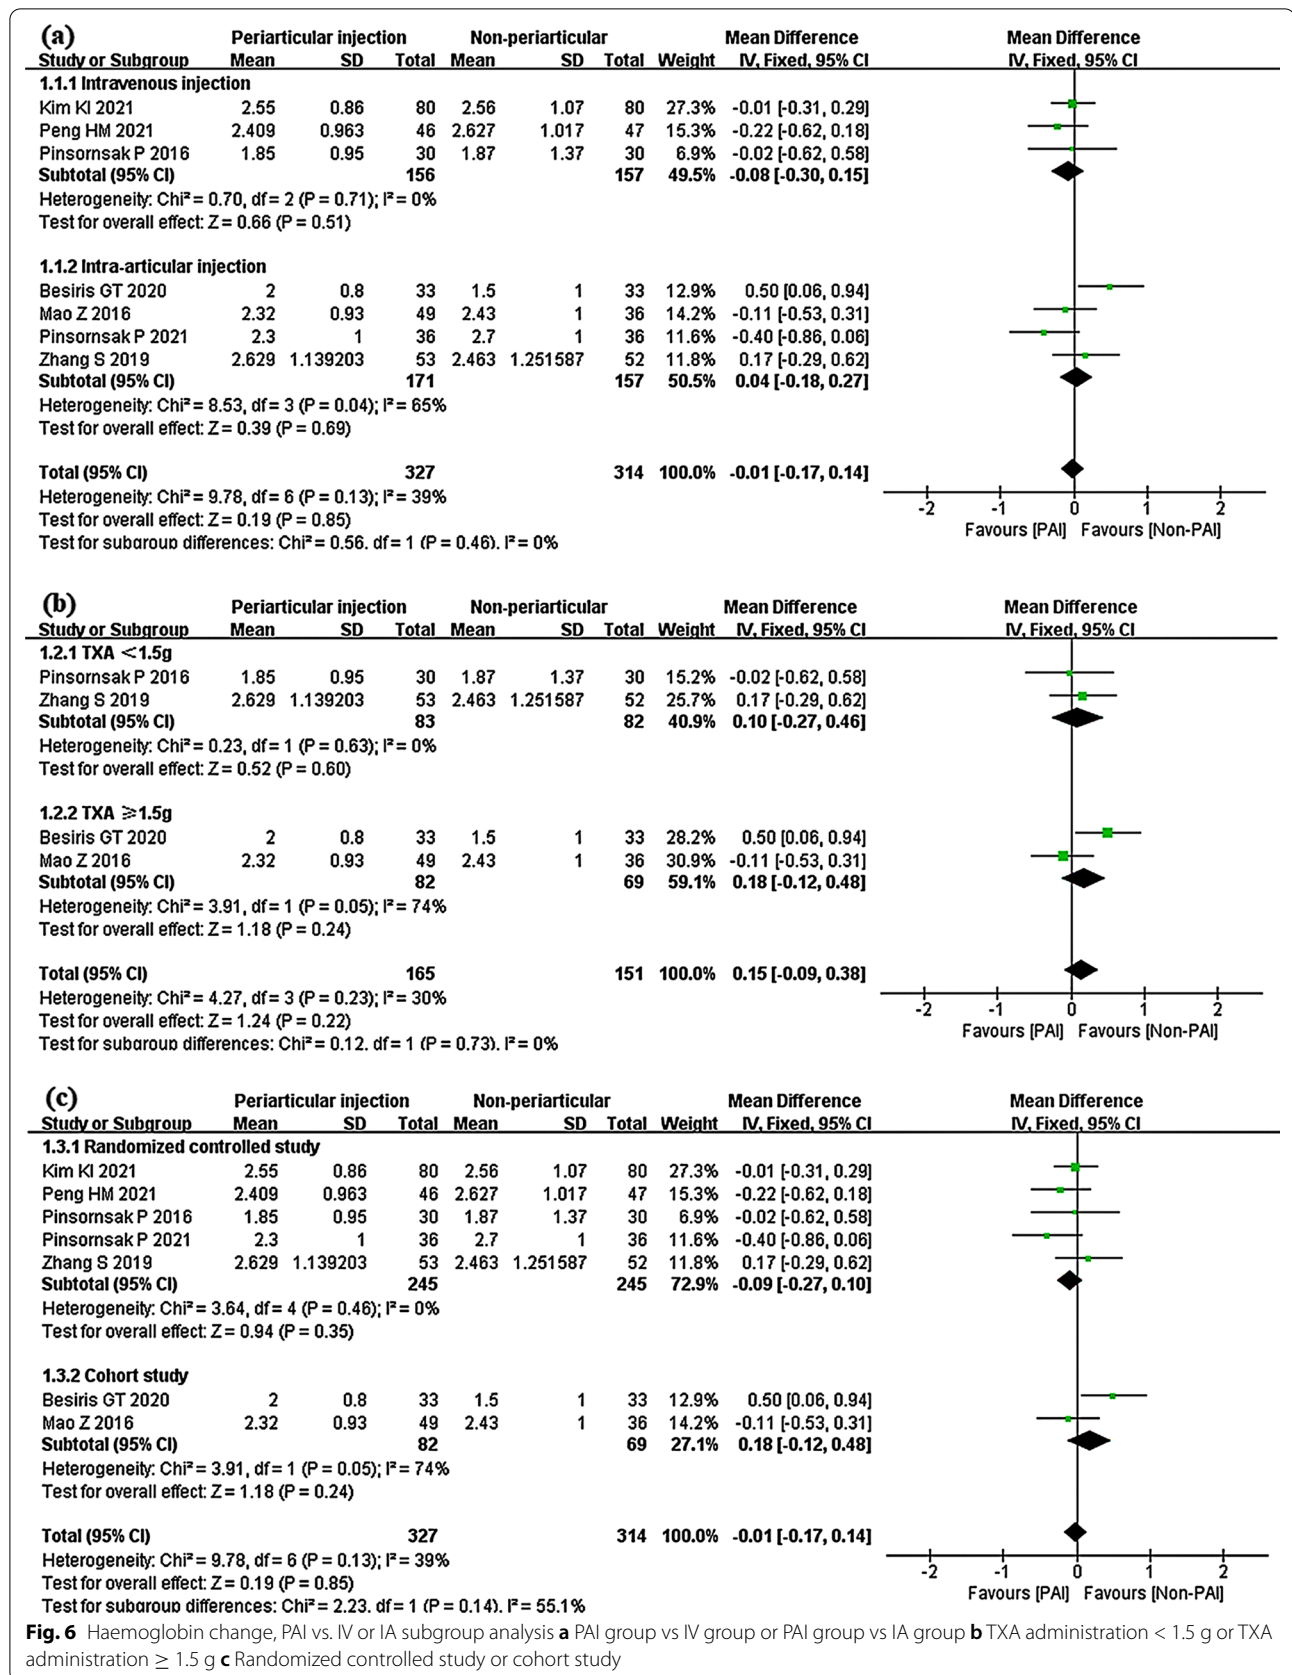 (a)
Periarticular injection Non-periarticular Mean Difference Mean Difference
Study or Subgroup Mean SD Total Mean SD Total Weight IV, Fixed, 95% CI IV, Fixed, 95% CI
1.1.1 Intravenous injection
Kim KI 2021 2.55 0.86 80 2.56 1.07 80 27.3% -0.01 [-0.31, 0.29]
Peng HM 2021 2.409 0.963 46 2.627 1.017 47 15.3% -0.22 [-0.62, 0.18]
Pinsornsak P 2016 1.85 0.95 30 1.87 1.37 30 6.9% -0.02 [-0.62, 0.58]
Subtotal (95% CI) 156 157 49.5% -0.08 [-0.30, 0.15]
Heterogeneity: Chi² = 0.70, df = 2 (P = 0.71); I² = 0%
Test for overall effect: Z = 0.66 (P = 0.51)
1.1.2 Intra-articular injection
Besiris GT 2020 2 0.8 33 1.5 1 33 12.9% 0.50 [0.06, 0.94]
Mao Z 2016 2.32 0.93 49 2.43 1 36 14.2% -0.11 [-0.53, 0.31]
Pinsornsak P 2021 2.3 1 36 2.7 1 36 11.6% -0.40 [-0.86, 0.06]
Zhang S 2019 2.629 1.139203 53 2.463 1.251587 52 11.8% 0.17 [-0.29, 0.62]
Subtotal (95% CI) 171 157 50.5% 0.04 [-0.18, 0.27]
Heterogeneity: Chi² = 8.53, df = 3 (P = 0.04); I² = 65%
Test for overall effect: Z = 0.39 (P = 0.69)
Total (95% CI) 327 314 100.0% -0.01 [-0.17, 0.14]
Heterogeneity: Chi² = 9.78, df = 6 (P = 0.13); I² = 39%
Test for overall effect: Z = 0.19 (P = 0.85)
Test for subgroup differences: Chi² = 0.56, df = 1 (P = 0.46), I² = 0%
-2 -1 0 1 2
Favours [PAI] Favours [Non-PAI]
(b)
Periarticular injection Non-periarticular Mean Difference Mean Difference
Study or Subgroup Mean SD Total Mean SD Total Weight IV, Fixed, 95% CI IV, Fixed, 95% CI
1.2.1 TXA <1.5g
Pinsornsak P 2016 1.85 0.95 30 1.87 1.37 30 15.2% -0.02 [-0.62, 0.58]
Zhang S 2019 2.629 1.139203 53 2.463 1.251587 52 25.7% 0.17 [-0.29, 0.62]
Subtotal (95% CI) 83 82 40.9% 0.10 [-0.27, 0.46]
Heterogeneity: Chi² = 0.23, df = 1 (P = 0.63); I² = 0%
Test for overall effect: Z = 0.52 (P = 0.60)
1.2.2 TXA ⩾1.5g
Besiris GT 2020 2 0.8 33 1.5 1 33 28.2% 0.50 [0.06, 0.94]
Mao Z 2016 2.32 0.93 49 2.43 1 36 30.9% -0.11 [-0.53, 0.31]
Subtotal (95% CI) 82 69 59.1% 0.18 [-0.12, 0.48]
Heterogeneity: Chi² = 3.91, df = 1 (P = 0.05); I² = 74%
Test for overall effect: Z = 1.18 (P = 0.24)
Total (95% CI) 165 151 100.0% 0.15 [-0.09, 0.38]
Heterogeneity: Chi² = 4.27, df = 3 (P = 0.23); I² = 30%
Test for overall effect: Z = 1.24 (P = 0.22)
Test for subgroup differences: Chi² = 0.12, df = 1 (P = 0.73), I² = 0%
-2 -1 0 1 2
Favours [PAI] Favours [Non-PAI]
(c)
Periarticular injection Non-periarticular Mean Difference Mean Difference
Study or Subgroup Mean SD Total Mean SD Total Weight IV, Fixed, 95% CI IV, Fixed, 95% CI
1.3.1 Randomized controlled study
Kim KI 2021 2.55 0.86 80 2.56 1.07 80 27.3% -0.01 [-0.31, 0.29]
Peng HM 2021 2.409 0.963 46 2.627 1.017 47 15.3% -0.22 [-0.62, 0.18]
Pinsornsak P 2016 1.85 0.95 30 1.87 1.37 30 6.9% -0.02 [-0.62, 0.58]
Pinsornsak P 2021 2.3 1 36 2.7 1 36 11.6% -0.40 [-0.86, 0.06]
Zhang S 2019 2.629 1.139203 53 2.463 1.251587 52 11.8% 0.17 [-0.29, 0.62]
Subtotal (95% CI) 245 245 72.9% -0.09 [-0.27, 0.10]
Heterogeneity: Chi² = 3.64, df = 4 (P = 0.46); I² = 0%
Test for overall effect: Z = 0.94 (P = 0.35)
1.3.2 Cohort study
Besiris GT 2020 2 0.8 33 1.5 1 33 12.9% 0.50 [0.06, 0.94]
Mao Z 2016 2.32 0.93 49 2.43 1 36 14.2% -0.11 [-0.53, 0.31]
Subtotal (95% CI) 82 69 27.1% 0.18 [-0.12, 0.48]
Heterogeneity: Chi² = 3.91, df = 1 (P = 0.05); I² = 74%
Test for overall effect: Z = 1.18 (P = 0.24)
Total (95% CI) 327 314 100.0% -0.01 [-0.17, 0.14]
Heterogeneity: Chi² = 9.78, df = 6 (P = 0.13); I² = 39%
Test for overall effect: Z = 0.19 (P = 0.85)
Test for subgroup differences: Chi² = 2.23, df = 1 (P = 0.14), I² = 55.1%
-2 -1 0 1 2
Favours [PAI] Favours [Non-PAI]
Fig. 6 Haemoglobin change, PAI vs. IV or IA subgroup analysis a PAI group vs IV group or PAI group vs IA group b TXA administration < 1.5 g or TXA
administration ≥ 1.5 g c Randomized controlled study or cohort study